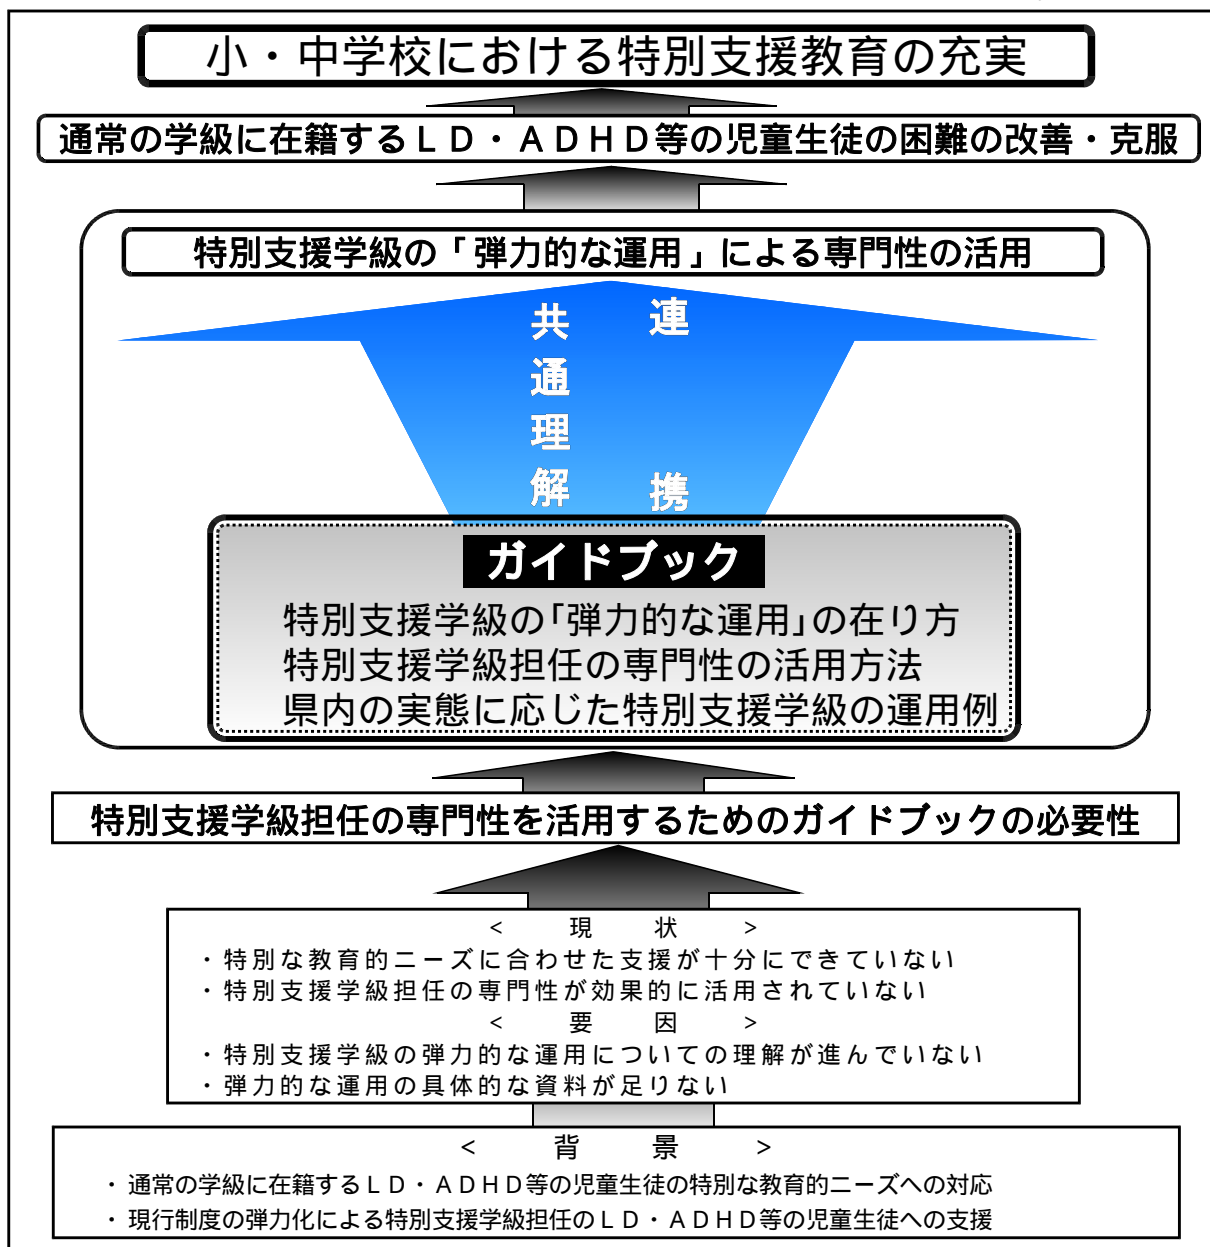 小・中学校における特別支援教育の充実
通常の学級に在籍するＬＤ・ＡＤＨＤ等の児童生徒の困難の改善・克服
特別支援学級の「弾力的な運用」による専門性の活用
共通理解
連携
ガイドブック
特別支援学級の「弾力的な運用」の在り方
特別支援学級担任の専門性の活用方法
県内の実態に応じた特別支援学級の運用例
特別支援学級担任の専門性を活用するためのガイドブックの必要性
< 現 状 >
・特別な教育的ニーズに合わせた支援が十分にできていない
・特別支援学級担任の専門性が効果的に活用されていない
< 要 因 >
・特別支援学級の弾力的な運用についての理解が進んでいない
・弾力的な運用の具体的な資料が足りない
< 背 景 >
・通常の学級に在籍するＬＤ・ＡＤＨＤ等の児童生徒の特別な教育的ニーズへの対応
・現行制度の弾力化による特別支援学級担任のＬＤ・ＡＤＨＤ等の児童生徒への支援